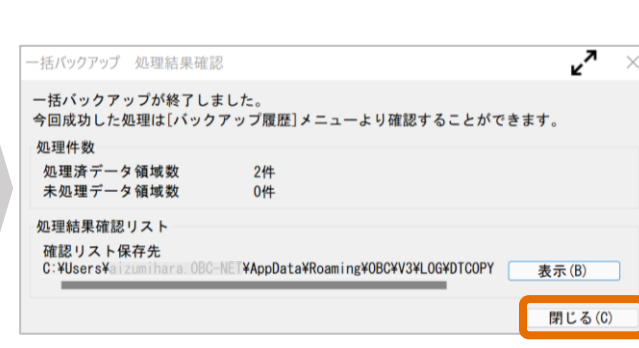 一括バックアップ 処理結果確認
一括バックアップが終了しました。
今回成功した処理は[バックアップ履歴]メニューより確認することができます。
処理件数
処理済データ領域数 2件
未処理データ領域数 0件
処理結果確認リスト
確認リスト保存先
C:¥Users¥aizumihara.OBC-NET¥AppData¥Roaming¥OBC¥V3¥LOG¥DTCOPY 表示(B)
閉じる(C)